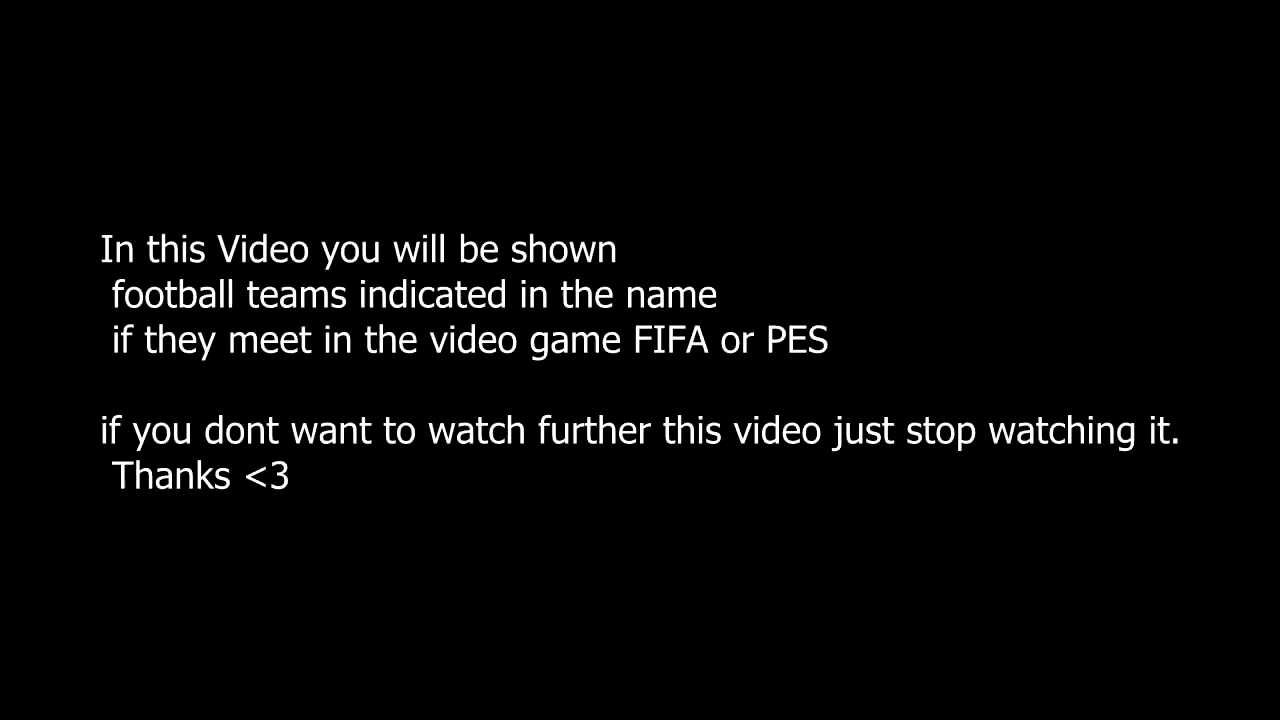 In this Video you will be shown
football teams indicated in the name
if they meet in the video game FIFA or PES
if you dont want to watch further this video just stop watching it.
Thanks <3